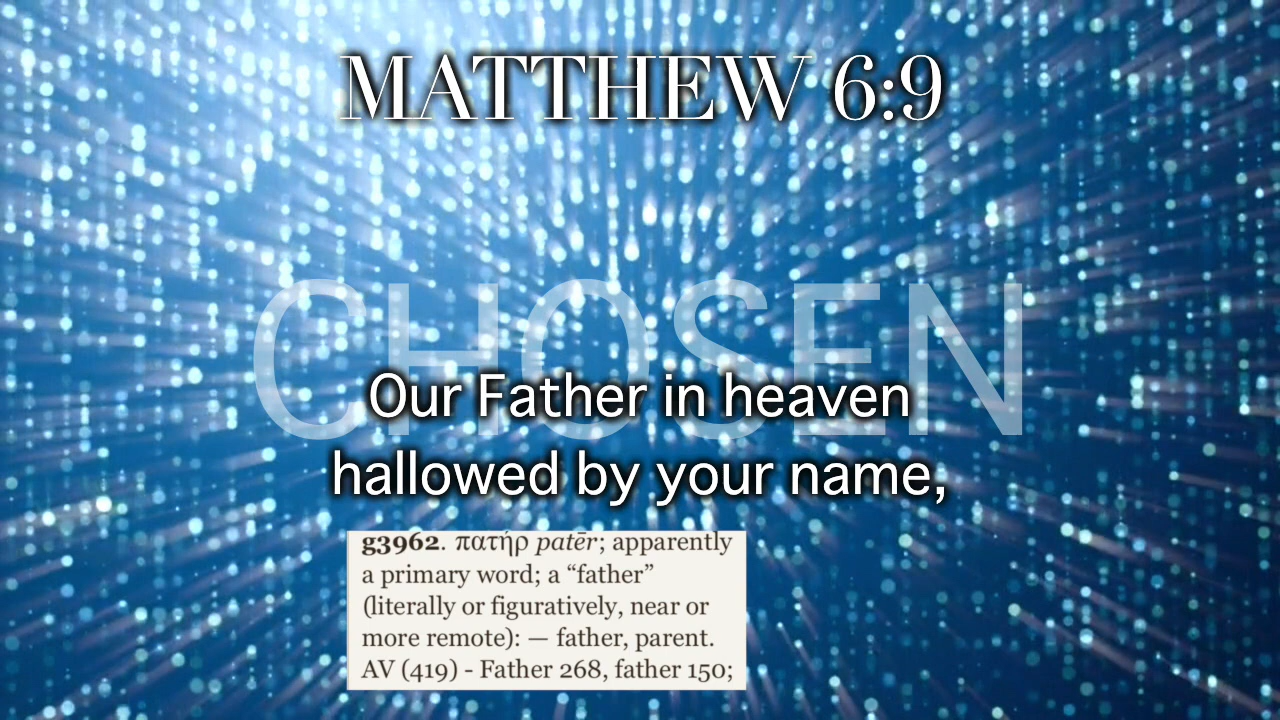 MATTHEW 6:9
CHOSEN
Our Father in heaven
hallowed by your name,
g3962. πατήρ patēr; apparently
a primary word; a “father”
(literally or figuratively, near or
more remote): — father, parent.
AV (419) - Father 268, father 150;